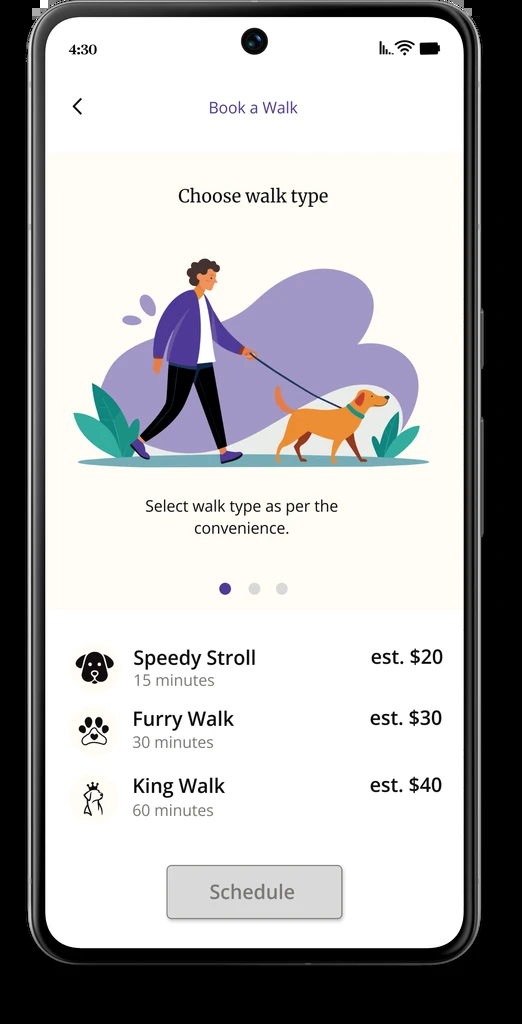 4:30
Book a Walk
Choose walk type
Select walk type as per the
convenience.
Speedy Stroll
est. $20
15 minutes
Furry Walk
est. $30
30 minutes
King Walk
est. $40
60 minutes
Schedule